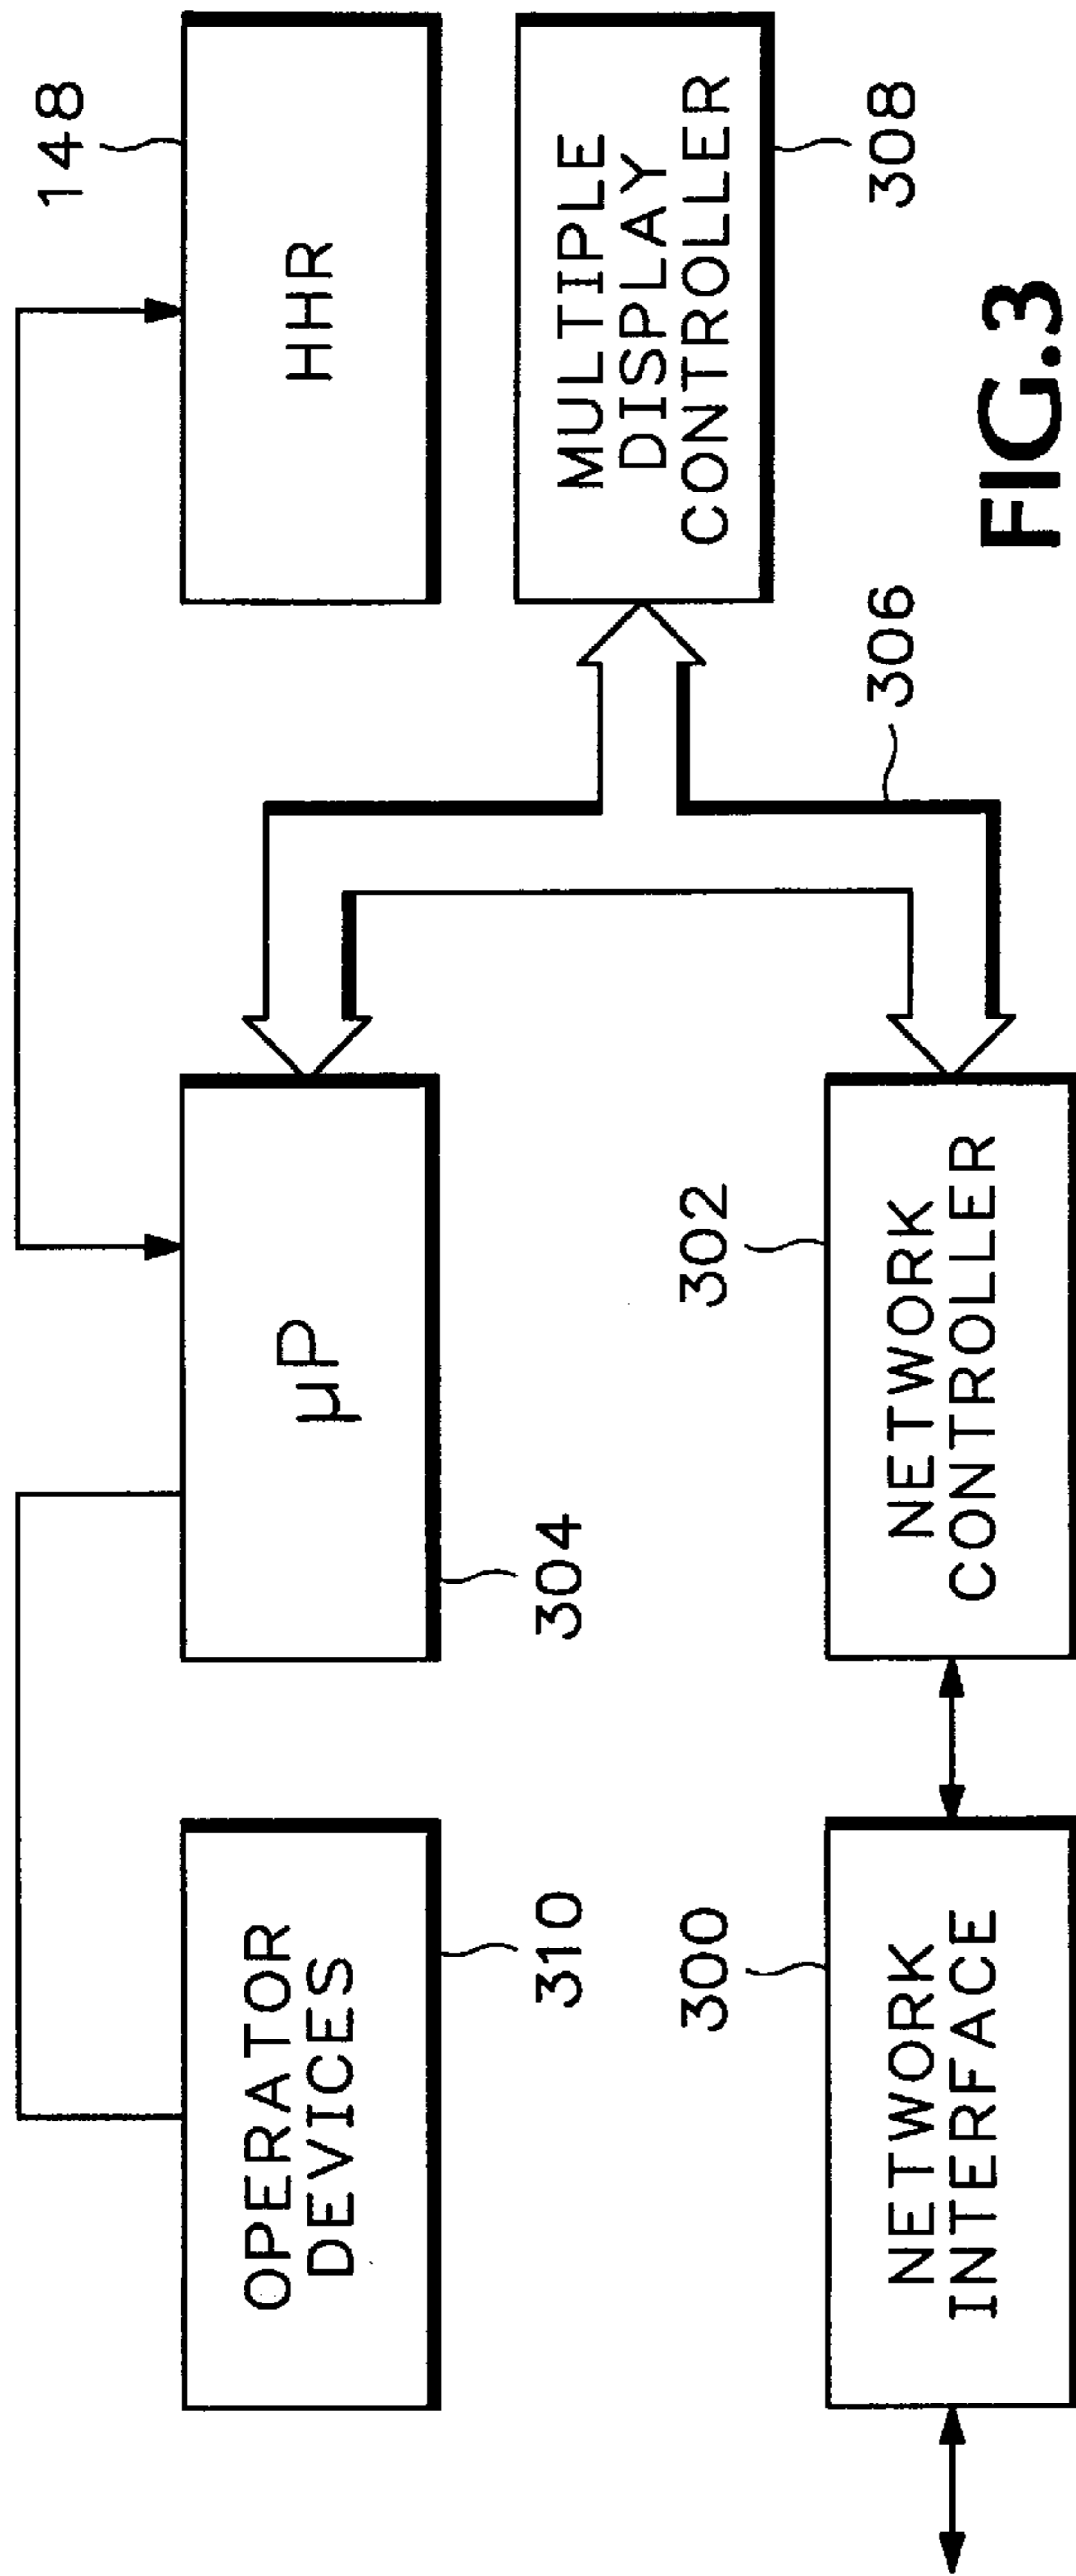 OPERATOR
DEVICES
310
µP
304
HHR
148
MULTIPLE
DISPLAY
CONTROLLER
308
306
NETWORK
INTERFACE
300
NETWORK
CONTROLLER
302
FIG.3